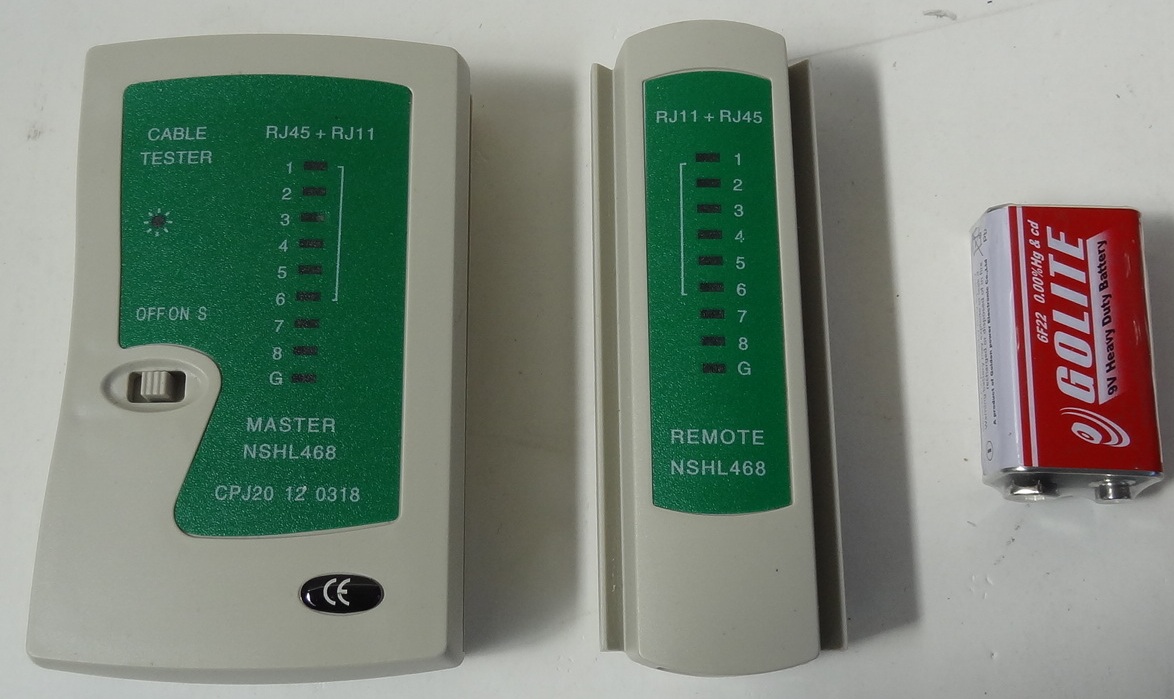 CABLE
TESTER
RJ45 + RJ11
1
2
3
4
5
6
7
8
G
OFF ON S
MASTER
NSHL468
CPJ20 12 0318
CE
RJ11 + RJ45
1
2
3
4
5
6
7
8
G
REMOTE
NSHL468
6F22 0.00%Hg & cd
GOLITE
9V Heavy Duty Battery